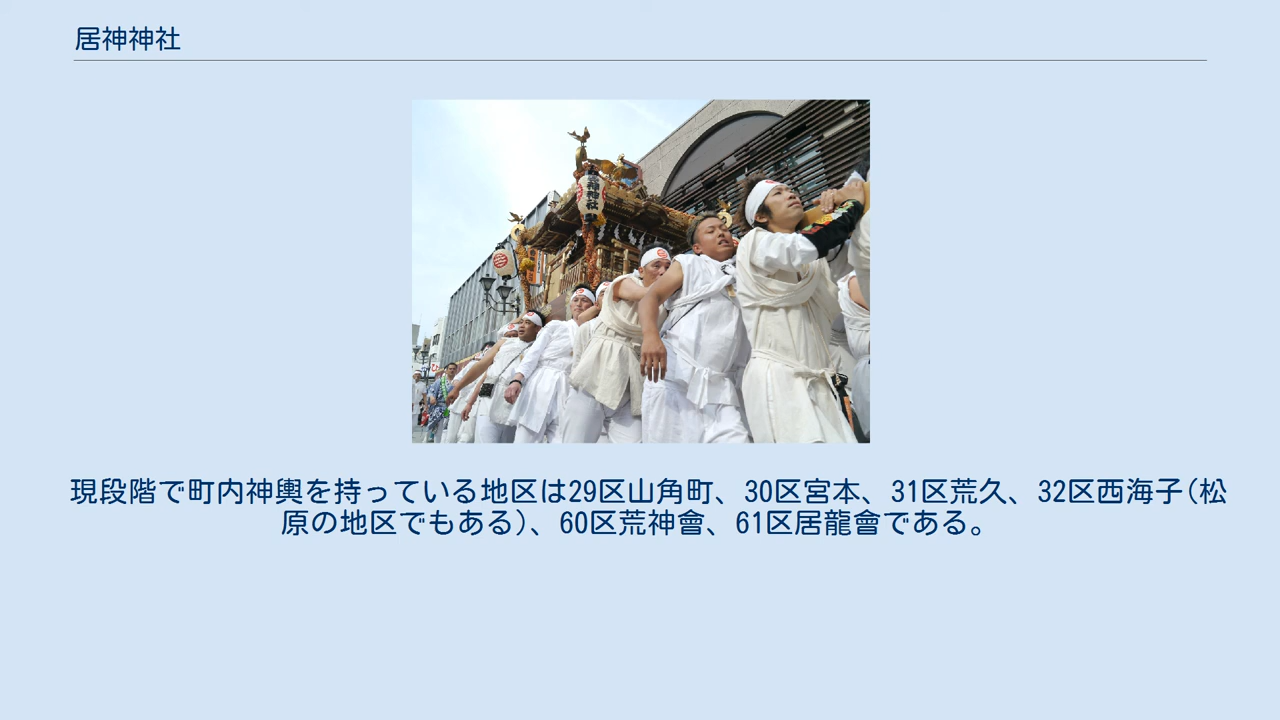 居神神社
現段階で町内神輿を持っている地区は29区山角町、30区宮本、31区荒久、32区西海子(松
原の地区でもある)、60区荒神會、61区居龍會である。